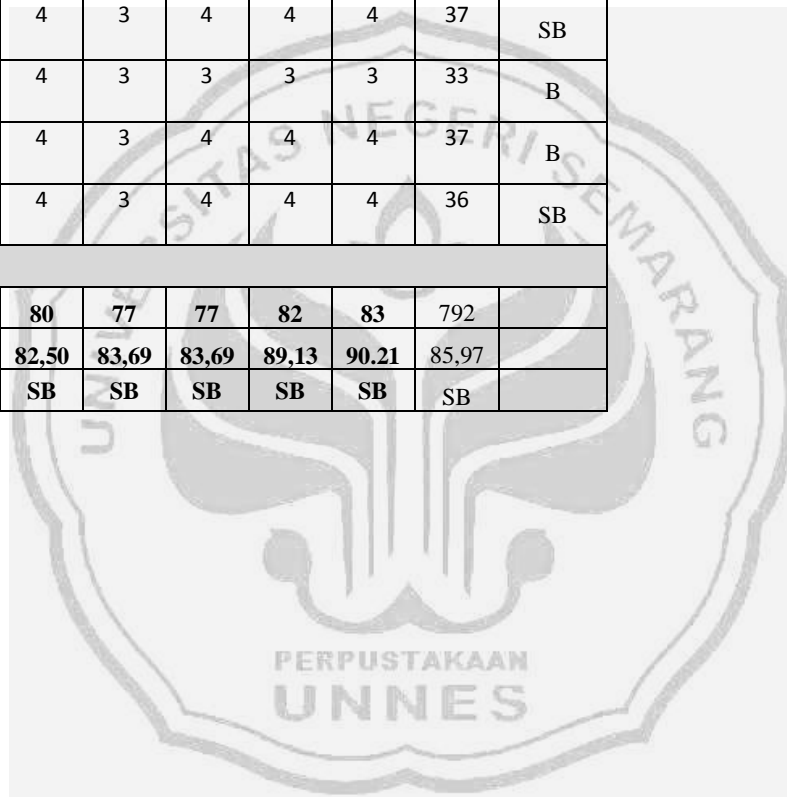 4 3 4 4 4 37 SB
4 3 3 3 3 33 B
4 3 4 4 4 37 B
4 3 4 4 4 36 SB
80 77 77 82 83 792
82,50 83,69 83,69 89,13 90.21 85,97
SB SB SB SB SB SB
UNIVERSITAS NEGERI SEMARANG
PERPUSTAKAAN
UNNES